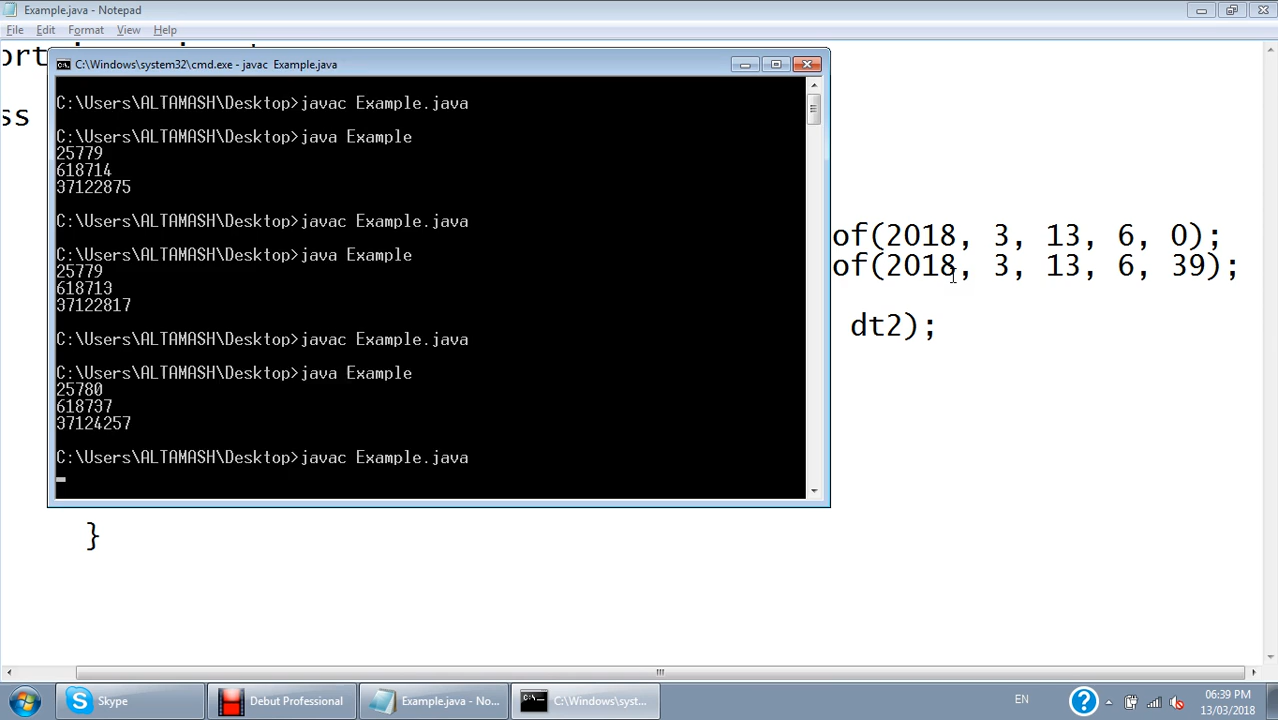 Example.java - Notepad
File Edit Format View Help
C:\Windows\system32\cmd.exe - javac  Example.java
ss
C:\Users\ALTAMASH\Desktop>javac Example.java
C:\Users\ALTAMASH\Desktop>java Example
25779
618714
37122875
C:\Users\ALTAMASH\Desktop>javac Example.java
C:\Users\ALTAMASH\Desktop>java Example
25779
618713
37122817
C:\Users\ALTAMASH\Desktop>javac Example.java
C:\Users\ALTAMASH\Desktop>java Example
25780
618737
37124257
C:\Users\ALTAMASH\Desktop>javac Example.java
of(2018, 3, 13, 6, 0);
of(2018, 3, 13, 6, 39);
dt2);
}
Skype
Debut Professional
Example.java - No...
C:\Windows\syst...
EN
06:39 PM
13/03/2018